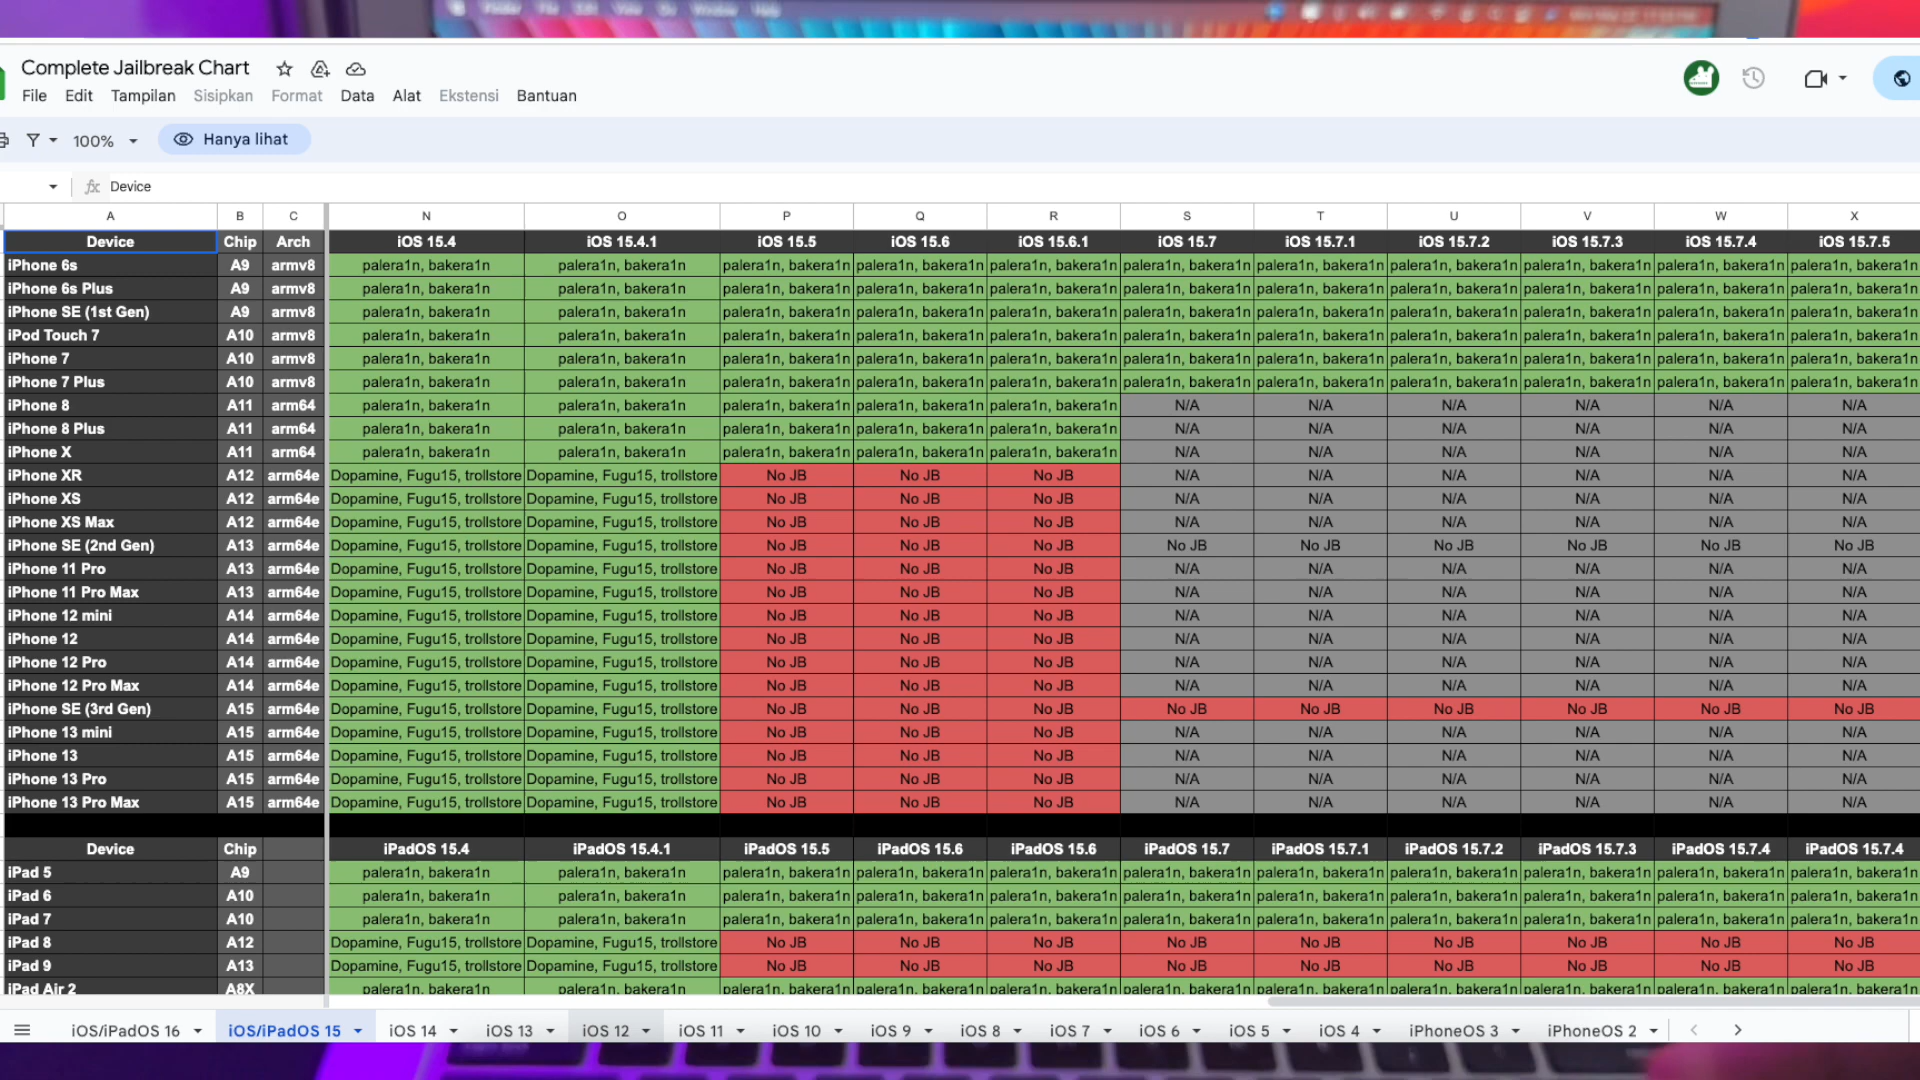 Complete Jailbreak Chart
File Edit Tampilan Sisipkan Format Data Alat Ekstensi Bantuan
100% Hanya lihat
fx Device
A B C N O P Q R S T U V W X
Device Chip Arch iOS 15.4 iOS 15.4.1 iOS 15.5 iOS 15.6 iOS 15.6.1 iOS 15.7 iOS 15.7.1 iOS 15.7.2 iOS 15.7.3 iOS 15.7.4 iOS 15.7.5
iPhone 6s A9 armv8 palera1n, bakera1n palera1n, bakera1n palera1n, bakera1n palera1n, bakera1n palera1n, bakera1n palera1n, bakera1n palera1n, bakera1n palera1n, bakera1n palera1n, bakera1n palera1n, bakera1n palera1n, bakera1n
iPhone 6s Plus A9 armv8 palera1n, bakera1n palera1n, bakera1n palera1n, bakera1n palera1n, bakera1n palera1n, bakera1n palera1n, bakera1n palera1n, bakera1n palera1n, bakera1n palera1n, bakera1n palera1n, bakera1n palera1n, bakera1n
iPhone SE (1st Gen) A9 armv8 palera1n, bakera1n palera1n, bakera1n palera1n, bakera1n palera1n, bakera1n palera1n, bakera1n palera1n, bakera1n palera1n, bakera1n palera1n, bakera1n palera1n, bakera1n palera1n, bakera1n palera1n, bakera1n
iPod Touch 7 A10 armv8 palera1n, bakera1n palera1n, bakera1n palera1n, bakera1n palera1n, bakera1n palera1n, bakera1n palera1n, bakera1n palera1n, bakera1n palera1n, bakera1n palera1n, bakera1n palera1n, bakera1n palera1n, bakera1n
iPhone 7 A10 armv8 palera1n, bakera1n palera1n, bakera1n palera1n, bakera1n palera1n, bakera1n palera1n, bakera1n palera1n, bakera1n palera1n, bakera1n palera1n, bakera1n palera1n, bakera1n palera1n, bakera1n palera1n, bakera1n
iPhone 7 Plus A10 armv8 palera1n, bakera1n palera1n, bakera1n palera1n, bakera1n palera1n, bakera1n palera1n, bakera1n palera1n, bakera1n palera1n, bakera1n palera1n, bakera1n palera1n, bakera1n palera1n, bakera1n palera1n, bakera1n
iPhone 8 A11 arm64 palera1n, bakera1n palera1n, bakera1n palera1n, bakera1n palera1n, bakera1n palera1n, bakera1n N/A N/A N/A N/A N/A N/A
iPhone 8 Plus A11 arm64 palera1n, bakera1n palera1n, bakera1n palera1n, bakera1n palera1n, bakera1n palera1n, bakera1n N/A N/A N/A N/A N/A N/A
iPhone X A11 arm64 palera1n, bakera1n palera1n, bakera1n palera1n, bakera1n palera1n, bakera1n palera1n, bakera1n N/A N/A N/A N/A N/A N/A
iPhone XR A12 arm64e Dopamine, Fugu15, trollstore Dopamine, Fugu15, trollstore No JB No JB No JB N/A N/A N/A N/A N/A N/A
iPhone XS A12 arm64e Dopamine, Fugu15, trollstore Dopamine, Fugu15, trollstore No JB No JB No JB N/A N/A N/A N/A N/A N/A
iPhone XS Max A12 arm64e Dopamine, Fugu15, trollstore Dopamine, Fugu15, trollstore No JB No JB No JB N/A N/A N/A N/A N/A N/A
iPhone SE (2nd Gen) A13 arm64e Dopamine, Fugu15, trollstore Dopamine, Fugu15, trollstore No JB No JB No JB No JB No JB No JB No JB No JB No JB
iPhone 11 Pro A13 arm64e Dopamine, Fugu15, trollstore Dopamine, Fugu15, trollstore No JB No JB No JB N/A N/A N/A N/A N/A N/A
iPhone 11 Pro Max A13 arm64e Dopamine, Fugu15, trollstore Dopamine, Fugu15, trollstore No JB No JB No JB N/A N/A N/A N/A N/A N/A
iPhone 12 mini A14 arm64e Dopamine, Fugu15, trollstore Dopamine, Fugu15, trollstore No JB No JB No JB N/A N/A N/A N/A N/A N/A
iPhone 12 A14 arm64e Dopamine, Fugu15, trollstore Dopamine, Fugu15, trollstore No JB No JB No JB N/A N/A N/A N/A N/A N/A
iPhone 12 Pro A14 arm64e Dopamine, Fugu15, trollstore Dopamine, Fugu15, trollstore No JB No JB No JB N/A N/A N/A N/A N/A N/A
iPhone 12 Pro Max A14 arm64e Dopamine, Fugu15, trollstore Dopamine, Fugu15, trollstore No JB No JB No JB N/A N/A N/A N/A N/A N/A
iPhone SE (3rd Gen) A15 arm64e Dopamine, Fugu15, trollstore Dopamine, Fugu15, trollstore No JB No JB No JB No JB No JB No JB No JB No JB No JB
iPhone 13 mini A15 arm64e Dopamine, Fugu15, trollstore Dopamine, Fugu15, trollstore No JB No JB No JB N/A N/A N/A N/A N/A N/A
iPhone 13 A15 arm64e Dopamine, Fugu15, trollstore Dopamine, Fugu15, trollstore No JB No JB No JB N/A N/A N/A N/A N/A N/A
iPhone 13 Pro A15 arm64e Dopamine, Fugu15, trollstore Dopamine, Fugu15, trollstore No JB No JB No JB N/A N/A N/A N/A N/A N/A
iPhone 13 Pro Max A15 arm64e Dopamine, Fugu15, trollstore Dopamine, Fugu15, trollstore No JB No JB No JB N/A N/A N/A N/A N/A N/A
Device Chip iPadOS 15.4 iPadOS 15.4.1 iPadOS 15.5 iPadOS 15.6 iPadOS 15.6 iPadOS 15.7 iPadOS 15.7.1 iPadOS 15.7.2 iPadOS 15.7.3 iPadOS 15.7.4 iPadOS 15.7.4
iPad 5 A9 palera1n, bakera1n palera1n, bakera1n palera1n, bakera1n palera1n, bakera1n palera1n, bakera1n palera1n, bakera1n palera1n, bakera1n palera1n, bakera1n palera1n, bakera1n palera1n, bakera1n palera1n, bakera1n
iPad 6 A10 palera1n, bakera1n palera1n, bakera1n palera1n, bakera1n palera1n, bakera1n palera1n, bakera1n palera1n, bakera1n palera1n, bakera1n palera1n, bakera1n palera1n, bakera1n palera1n, bakera1n palera1n, bakera1n
iPad 7 A10 palera1n, bakera1n palera1n, bakera1n palera1n, bakera1n palera1n, bakera1n palera1n, bakera1n palera1n, bakera1n palera1n, bakera1n palera1n, bakera1n palera1n, bakera1n palera1n, bakera1n palera1n, bakera1n
iPad 8 A12 Dopamine, Fugu15, trollstore Dopamine, Fugu15, trollstore No JB No JB No JB No JB No JB No JB No JB No JB No JB
iPad 9 A13 Dopamine, Fugu15, trollstore Dopamine, Fugu15, trollstore No JB No JB No JB No JB No JB No JB No JB No JB No JB
iPad Air 2 A8X palera1n, bakera1n palera1n, bakera1n palera1n, bakera1n palera1n, bakera1n palera1n, bakera1n palera1n, bakera1n palera1n, bakera1n palera1n, bakera1n palera1n, bakera1n palera1n, bakera1n palera1n, bakera1n
iOS/iPadOS 16 iOS/iPadOS 15 iOS 14 iOS 13 iOS 12 iOS 11 iOS 10 iOS 9 iOS 8 iOS 7 iOS 6 iOS 5 iOS 4 iPhoneOS 3 iPhoneOS 2